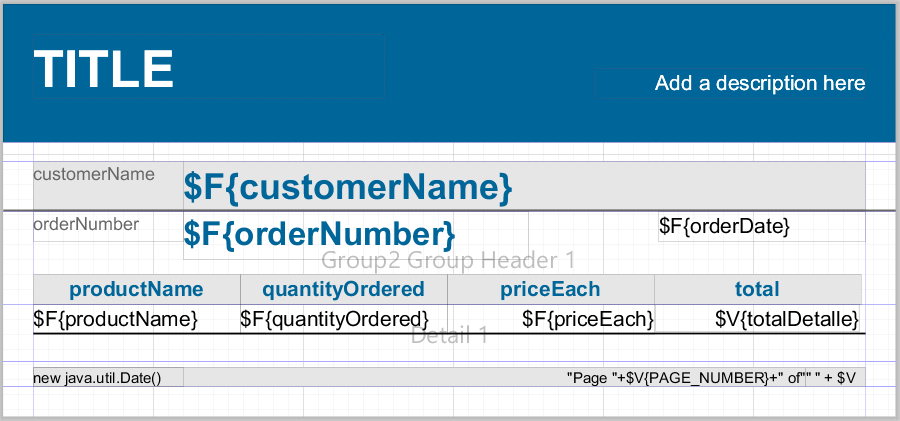 TITLE
Add a description here
customerName $F{customerName}
orderNumber $F{orderNumber} $F{orderDate}
Group2 Group Header 1
productName quantityOrdered priceEach total
$F{productName} $F{quantityOrdered} $F{priceEach} $V{totalDetalle}
Detail 1
new java.util.Date() "Page "+$V{PAGE_NUMBER}+" of"" " + $V